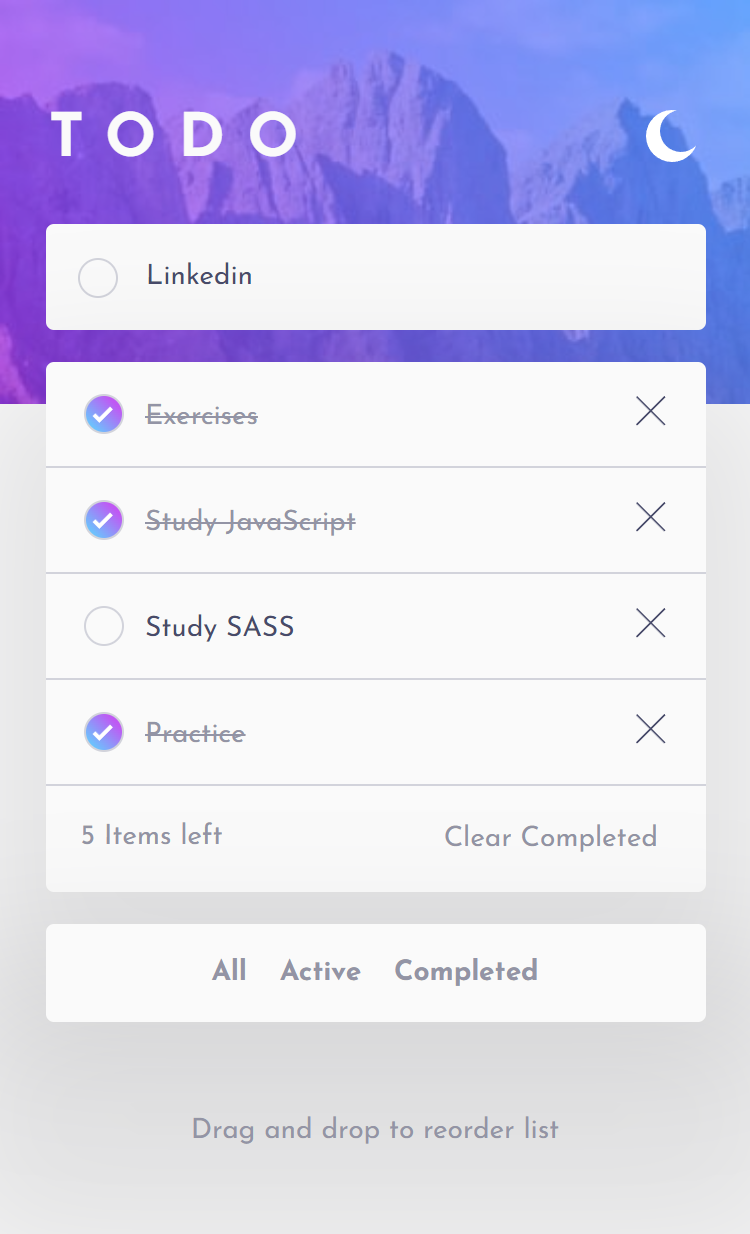 TODO
Linkedin
Exercises
Study JavaScript
Study SASS
Practice
5 Items left
Clear Completed
All Active Completed
Drag and drop to reorder list